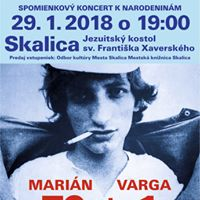 SPOMIENKOVÝ KONCERT K NARODENINÁM
29. 1. 2018 o 19:00
Skalica
Jezuitský kostol
sv. Františka Xaverského
Predaj vstupeniek: Odbor kultúry Mesta Skalica Mestská knižnica Skalica
MARIÁN VARGA